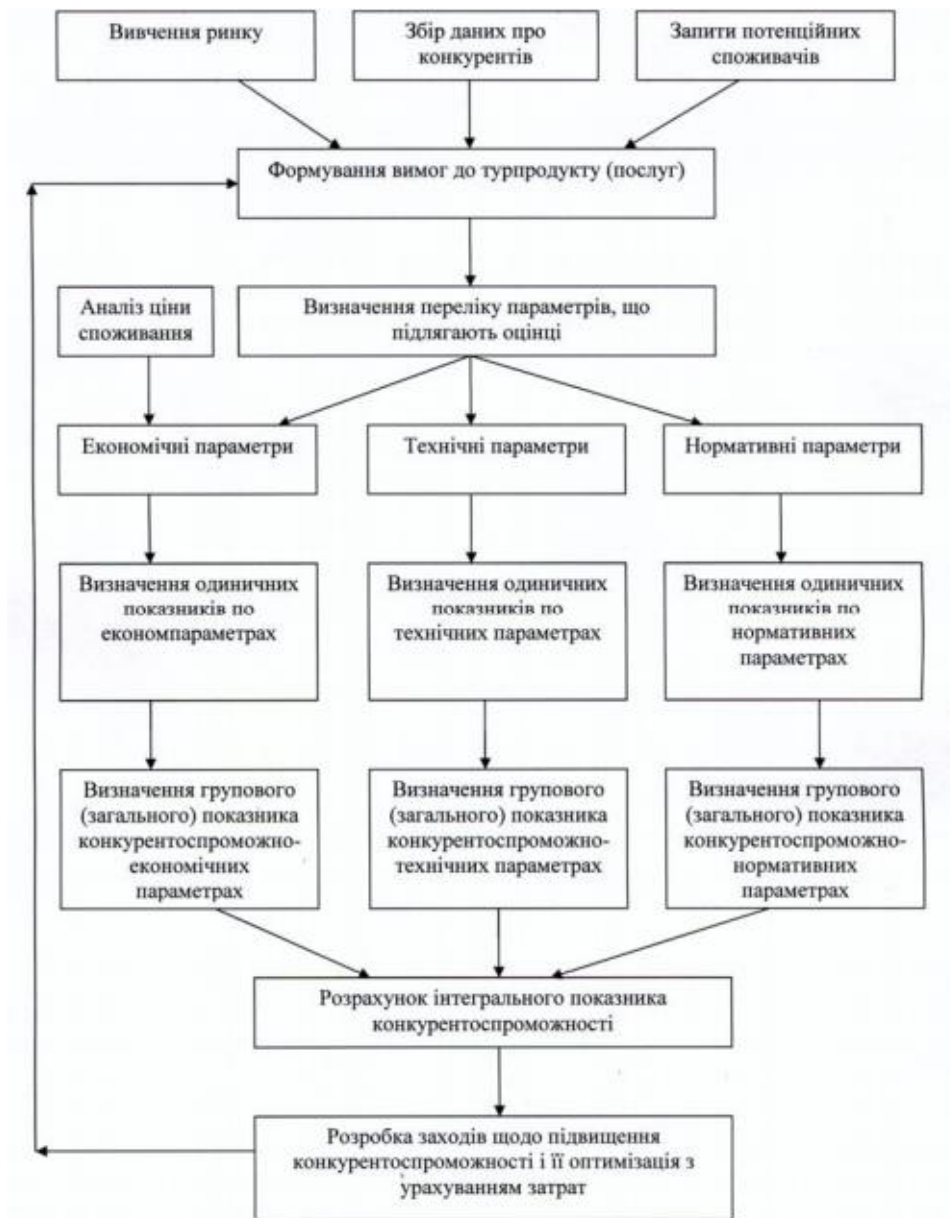 Вивчення ринку
Збір даних про
конкурентів
Запити потенційних
споживачів
Формування вимог до турпродукту (послуг)
Аналіз ціни
споживання
Визначення переліку параметрів, що
підлягають оцінці
Економічні параметри
Технічні параметри
Нормативні параметри
Визначення одиничних
показників по
економпараметрах
Визначення одиничних
показників по
технічних параметрах
Визначення одиничних
показників по
нормативних
параметрах
Визначення групового
(загального) показника
конкурентоспроможно-
економічних
параметрах
Визначення групового
(загального) показника
конкурентоспроможно-
технічних параметрах
Визначення групового
(загального) показника
конкурентоспроможно-
нормативних
параметрах
Розрахунок інтегрального показника
конкурентоспроможності
Розробка заходів щодо підвищення
конкурентоспроможності і її оптимізація з
урахуванням затрат